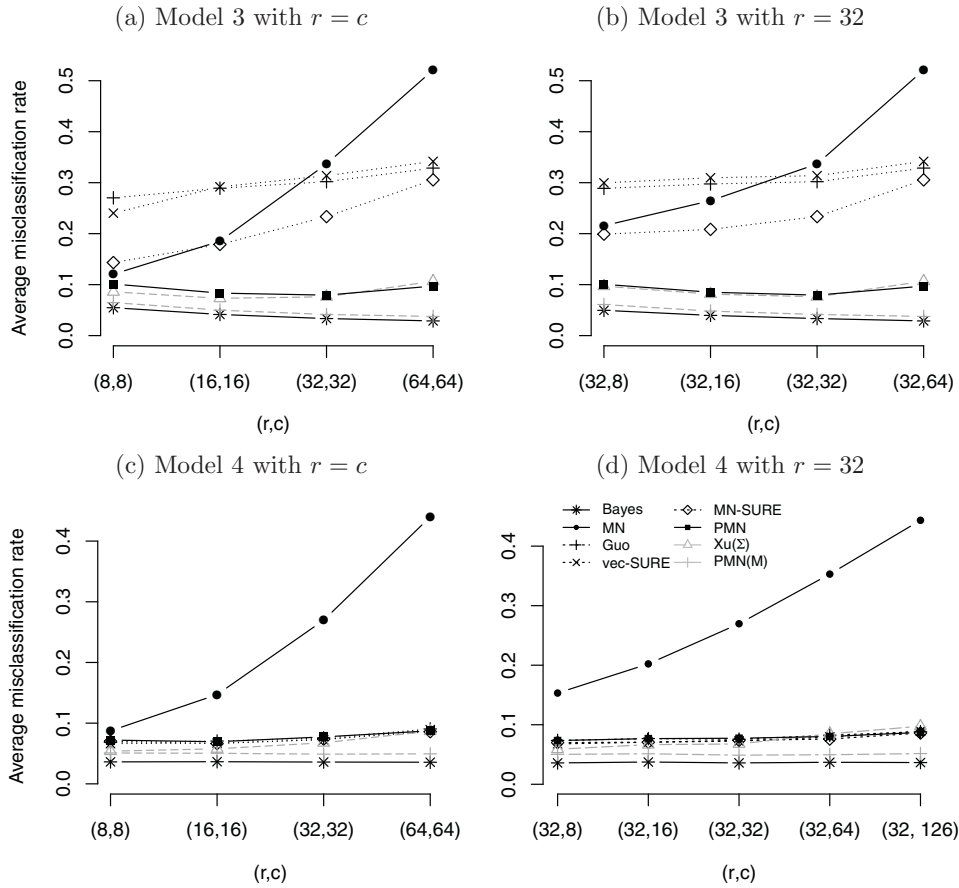 (a) Model 3 with r = c
(b) Model 3 with r = 32
Average misclassification rate
0.5
0.4
0.3
0.2
0.1
0.0
(8,8) (16,16) (32,32) (64,64)
(r,c)
0.5
0.4
0.3
0.2
0.1
0.0
(32,8) (32,16) (32,32) (32,64)
(r,c)
(c) Model 4 with r = c
(d) Model 4 with r = 32
Average misclassification rate
0.4
0.3
0.2
0.1
0.0
(8,8) (16,16) (32,32) (64,64)
(r,c)
Bayes
MN
Guo
vec-SURE
MN-SURE
PMN
Xu(Σ)
PMN(M)
0.4
0.3
0.2
0.1
0.0
(32,8) (32,16) (32,32) (32,64) (32, 126)
(r,c)